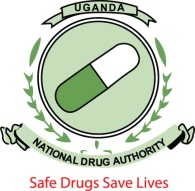 UGANDA
NATIONAL DRUG AUTHORITY
Safe Drugs Save Lives